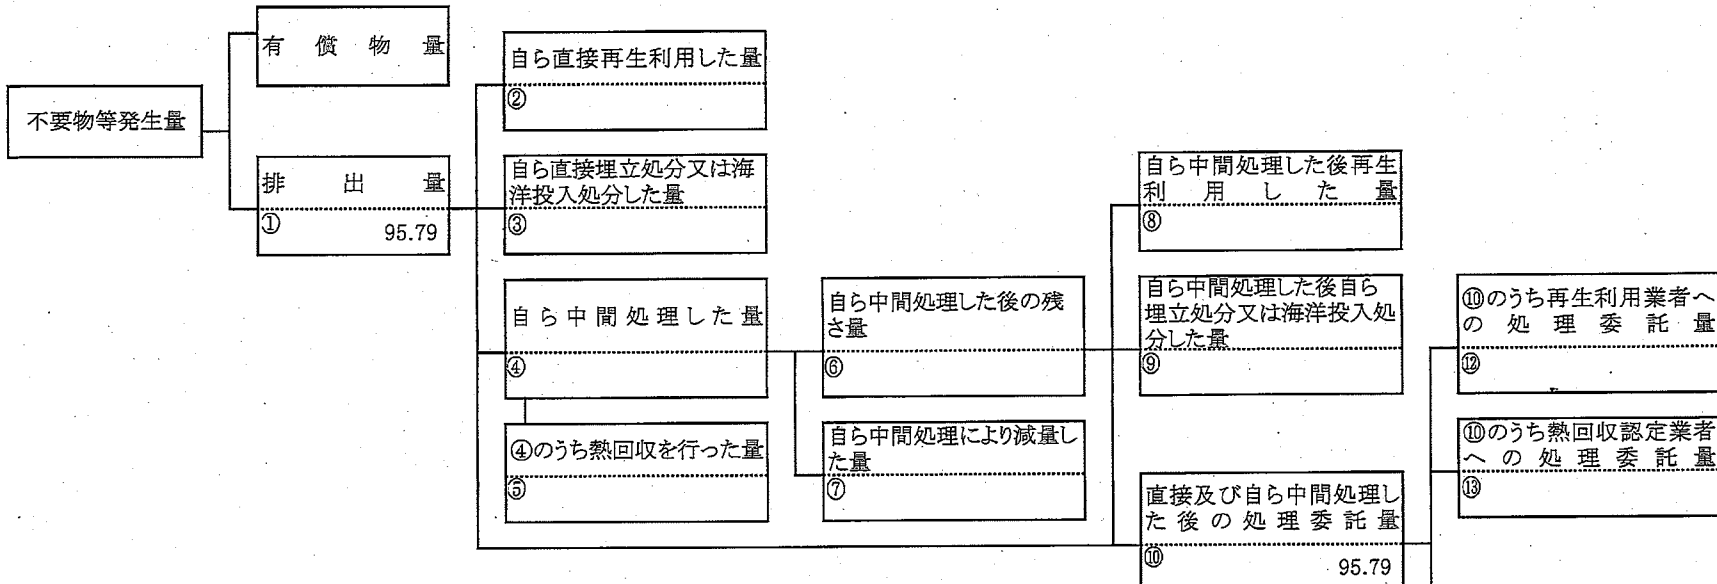 不要物等発生量
有償物量
排出量
①
95.79
自ら直接再生利用した量
②
自ら直接埋立処分又は海
洋投入処分した量
③
自ら中間処理した量
④
④のうち熱回収を行った量
⑤
自ら中間処理した後の残
さ量
⑥
自ら中間処理により減量し
た量
⑦
自ら中間処理した後再生
利用した量
⑧
自ら中間処理した後自ら
埋立処分又は海洋投入処
分した量
⑨
直接及び自ら中間処理し
た後の処理委託量
⑩
95.79
⑩のうち再生利用業者へ
の処理委託量
⑫
⑩のうち熱回収認定業者
への処理委託量
⑬